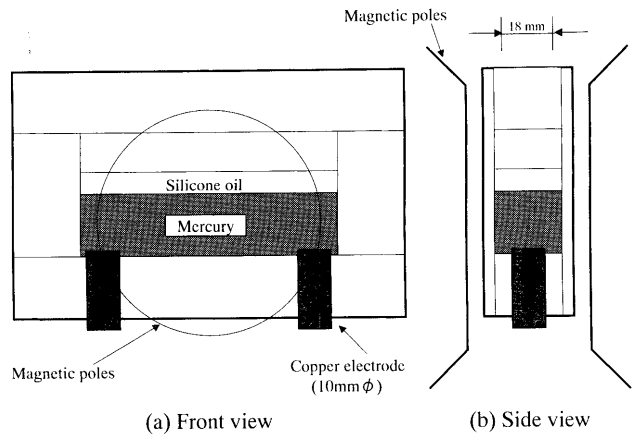 Magnetic poles
18 mm
Silicone oil
Mercury
Magnetic poles
Copper electrode
(10mm ϕ)
(a) Front view
(b) Side view